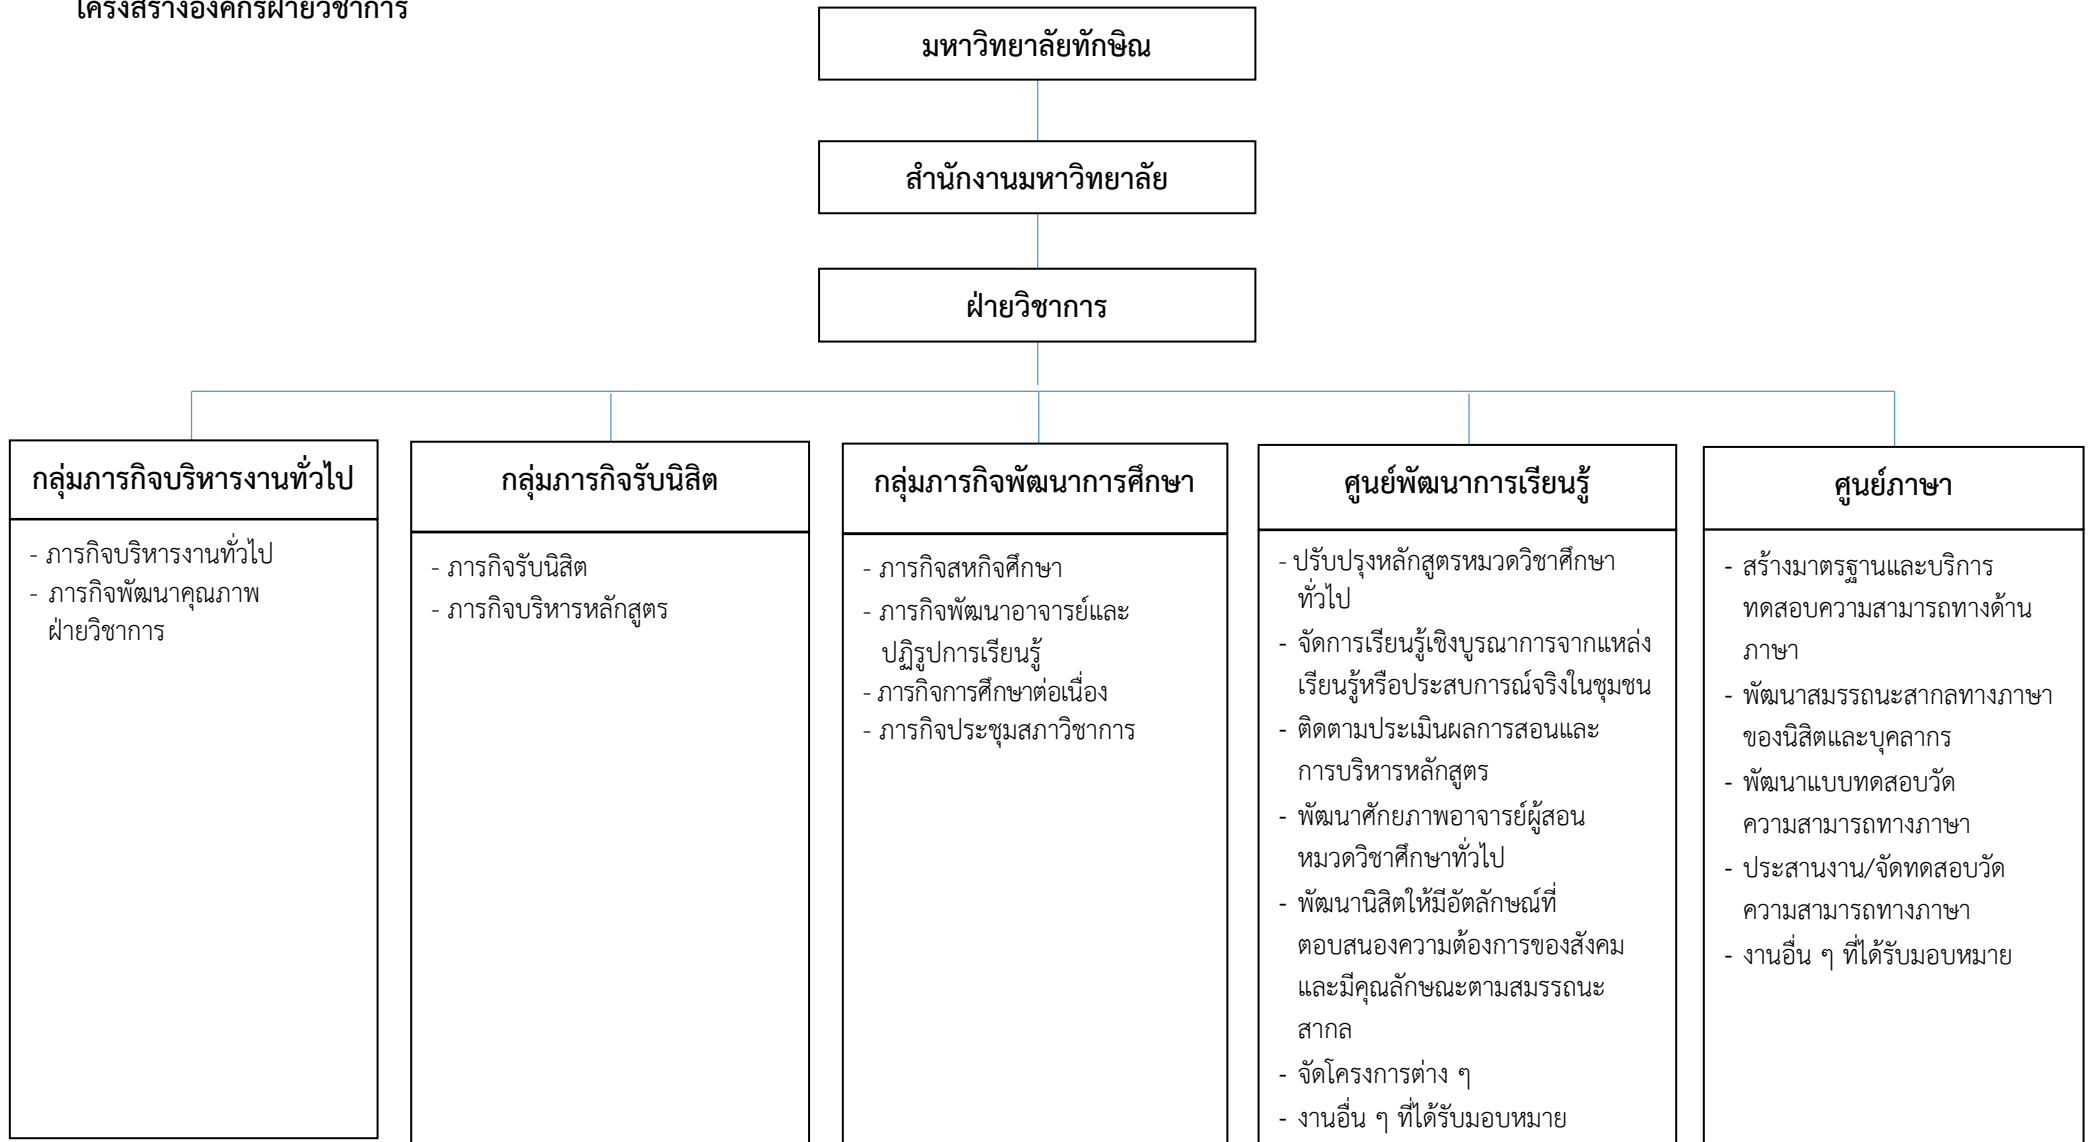 โครงสร้างองค์กรฝ่ายวิชาการ
มหาวิทยาลัยทักษิณ
สำนักงานมหาวิทยาลัย
ฝ่ายวิชาการ
กลุ่มภารกิจบริหารงานทั่วไป
- ภารกิจบริหารงานทั่วไป
- ภารกิจพัฒนาคุณภาพ
ฝ่ายวิชาการ
กลุ่มภารกิจรับนิสิต
- ภารกิจรับนิสิต
- ภารกิจบริหารหลักสูตร
กลุ่มภารกิจพัฒนาการศึกษา
- ภารกิจสหกิจศึกษา
- ภารกิจพัฒนาอาจารย์และ
ปฏิรูปการเรียนรู้
- ภารกิจการศึกษาต่อเนื่อง
- ภารกิจประชุมสภาวิชาการ
ศูนย์พัฒนาการเรียนรู้
- ปรับปรุงหลักสูตรหมวดวิชาศึกษา
ทั่วไป
- จัดการเรียนรู้เชิงบูรณาการจากแหล่ง
เรียนรู้หรือประสบการณ์จริงในชุมชน
- ติดตามประเมินผลการสอนและ
การบริหารหลักสูตร
- พัฒนาศักยภาพอาจารย์ผู้สอน
หมวดวิชาศึกษาทั่วไป
- พัฒนานิสิตให้มีอัตลักษณ์ที่
ตอบสนองความต้องการของสังคม
และมีคุณลักษณะตามสมรรถนะ
สากล
- จัดโครงการต่าง ๆ
- งานอื่น ๆ ที่ได้รับมอบหมาย
ศูนย์ภาษา
- สร้างมาตรฐานและบริการ
ทดสอบความสามารถทางด้าน
ภาษา
- พัฒนาสมรรถนะสากลทางภาษา
ของนิสิตและบุคลากร
- พัฒนาแบบทดสอบวัด
ความสามารถทางภาษา
- ประสานงาน/จัดทดสอบวัด
ความสามารถทางภาษา
- งานอื่น ๆ ที่ได้รับมอบหมาย